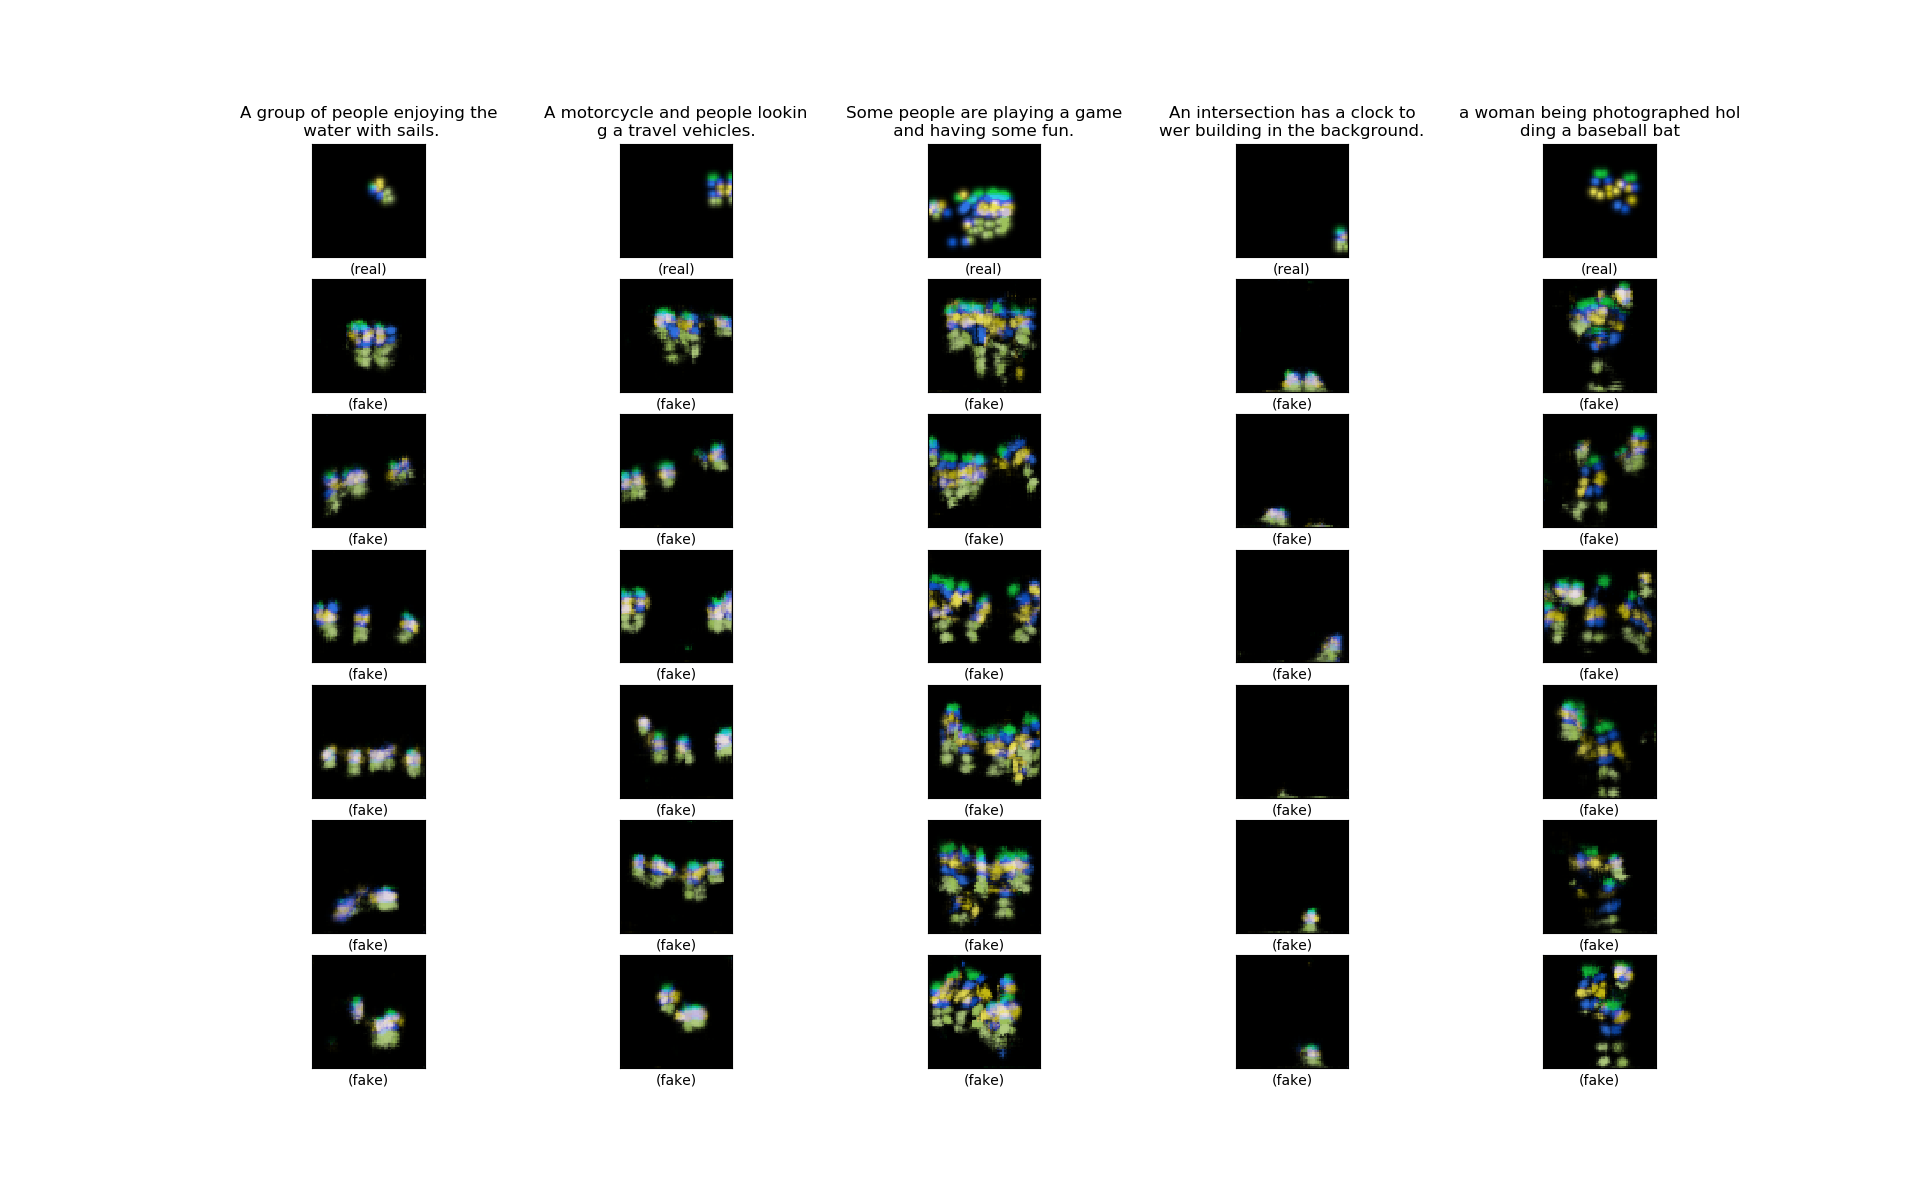 A group of people enjoying the
water with sails.
A motorcycle and people lookin
g a travel vehicles.
Some people are playing a game
and having some fun.
An intersection has a clock to
wer building in the background.
a woman being photographed hol
ding a baseball bat
(real) (real) (real) (real) (real)
(fake) (fake) (fake) (fake) (fake)
(fake) (fake) (fake) (fake) (fake)
(fake) (fake) (fake) (fake) (fake)
(fake) (fake) (fake) (fake) (fake)
(fake) (fake) (fake) (fake) (fake)
(fake) (fake) (fake) (fake) (fake)